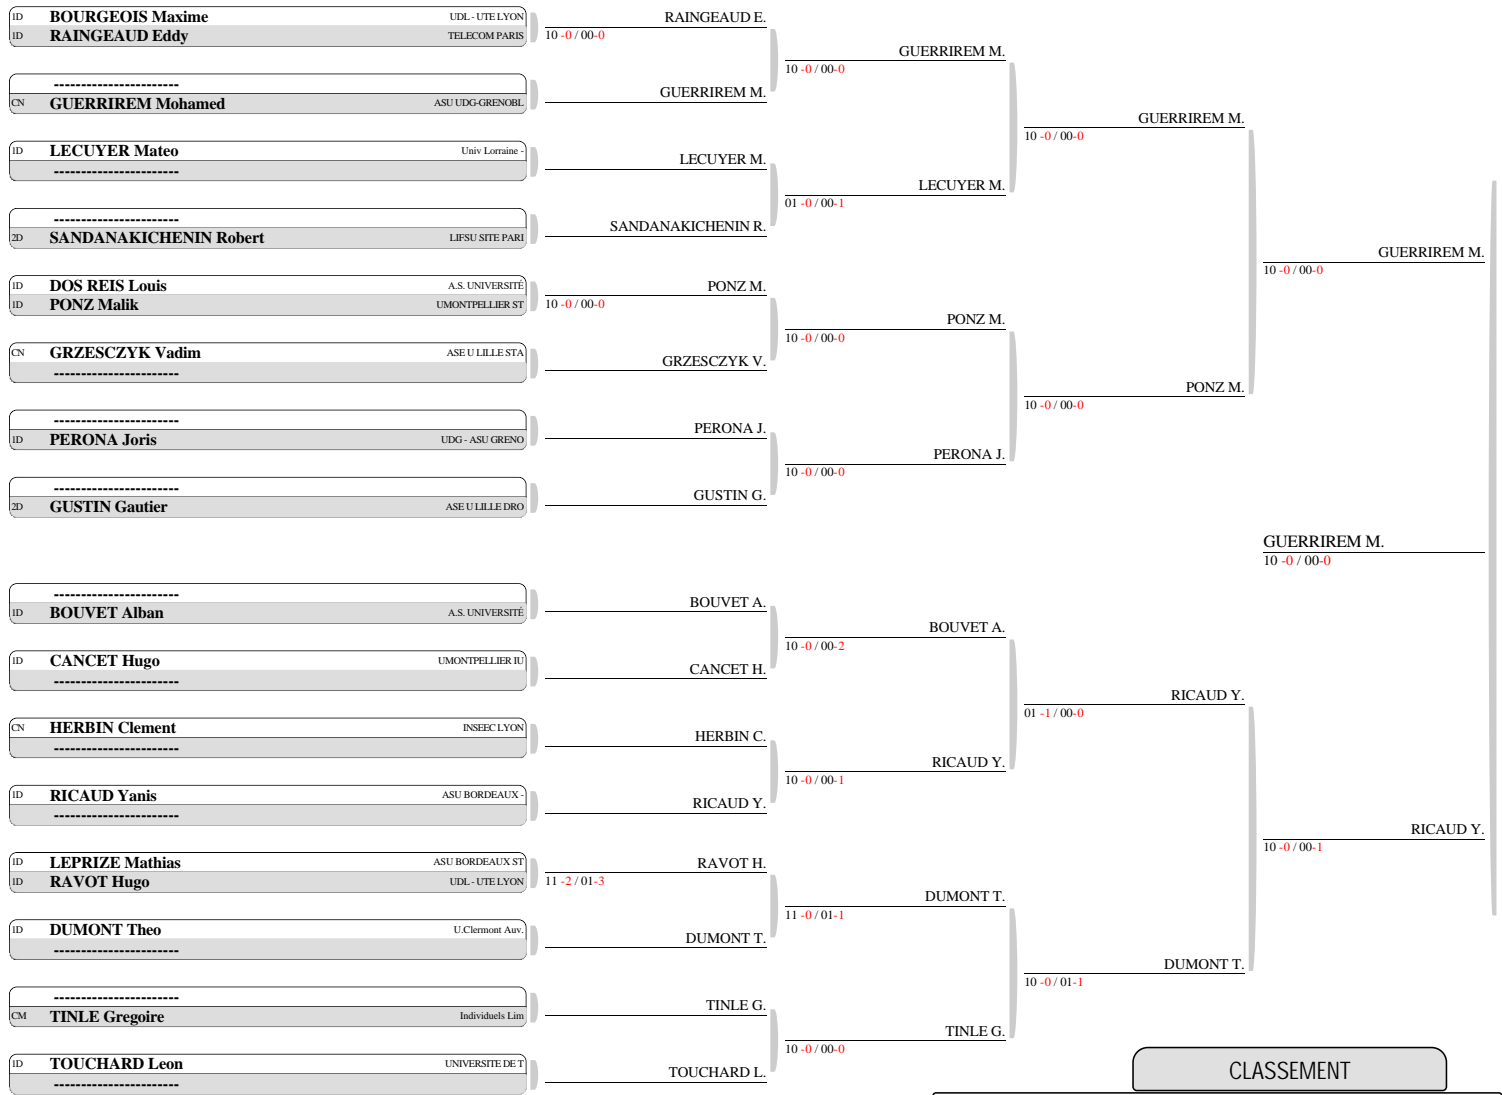 1D BOURGEOIS Maxime UDL - UTE LYON
1D RAINGEAUD Eddy TELECOM PARIS
-----------------------
CN GUERRIREM Mohamed ASU UDG-GRENOBL
1D LECUYER Mateo Univ Lorraine -
-----------------------
-----------------------
2D SANDANAKICHENIN Robert LIFSU SITE PARI
1D DOS REIS Louis A.S. UNIVERSITÉ
1D PONZ Malik UMONTPELLIER ST
CN GRZESCZYK Vadim ASE U LILLE STA
-----------------------
-----------------------
1D PERONA Joris UDG - ASU GRENO
-----------------------
2D GUSTIN Gautier ASE U LILLE DRO
-----------------------
1D BOUVET Alban A.S. UNIVERSITÉ
1D CANCET Hugo UMONTPELLIER IU
-----------------------
CN HERBIN Clement INSEEC LYON
-----------------------
1D RICAUD Yanis ASU BORDEAUX -
-----------------------
1D LEPRIZE Mathias ASU BORDEAUX ST
1D RAVOT Hugo UDL - UTE LYON
1D DUMONT Theo U.Clermont Auv.
-----------------------
-----------------------
CM TINLE Gregoire Individuels Lim
1D TOUCHARD Leon UNIVERSITE DE T
-----------------------
RAINGEAUD E.
10 -0 / 00-0
GUERRIREM M.
LECUYER M.
SANDANAKICHENIN R.
PONZ M.
10 -0 / 00-0
GRZESCZYK V.
PERONA J.
GUSTIN G.
BOUVET A.
CANCET H.
HERBIN C.
RICAUD Y.
RAVOT H.
11 -2 / 01-3
DUMONT T.
TINLE G.
TOUCHARD L.
GUERRIREM M.
10 -0 / 00-0
LECUYER M.
01 -0 / 00-1
PONZ M.
10 -0 / 00-0
PERONA J.
10 -0 / 00-0
BOUVET A.
10 -0 / 00-2
RICAUD Y.
10 -0 / 00-1
DUMONT T.
11 -0 / 01-1
TINLE G.
10 -0 / 00-0
GUERRIREM M.
10 -0 / 00-0
PONZ M.
10 -0 / 00-0
RICAUD Y.
01 -1 / 00-0
DUMONT T.
10 -0 / 01-1
GUERRIREM M.
10 -0 / 00-0
GUERRIREM M.
10 -0 / 00-0
RICAUD Y.
10 -0 / 00-1
CLASSEMENT